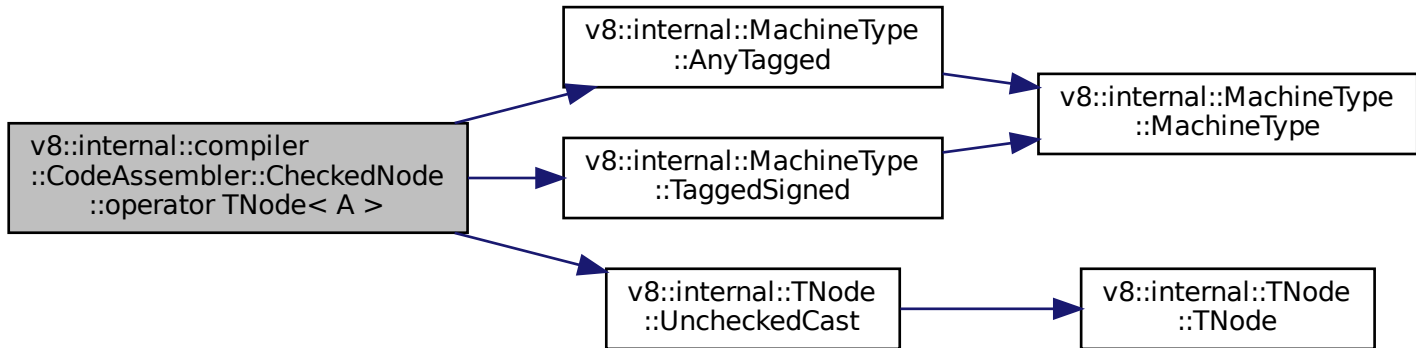 v8::internal::compiler
::CodeAssembler::CheckedNode
::operator TNode< A >
v8::internal::MachineType
::AnyTagged
v8::internal::MachineType
::TaggedSigned
v8::internal::TNode
::UncheckedCast
v8::internal::MachineType
::MachineType
v8::internal::TNode
::TNode